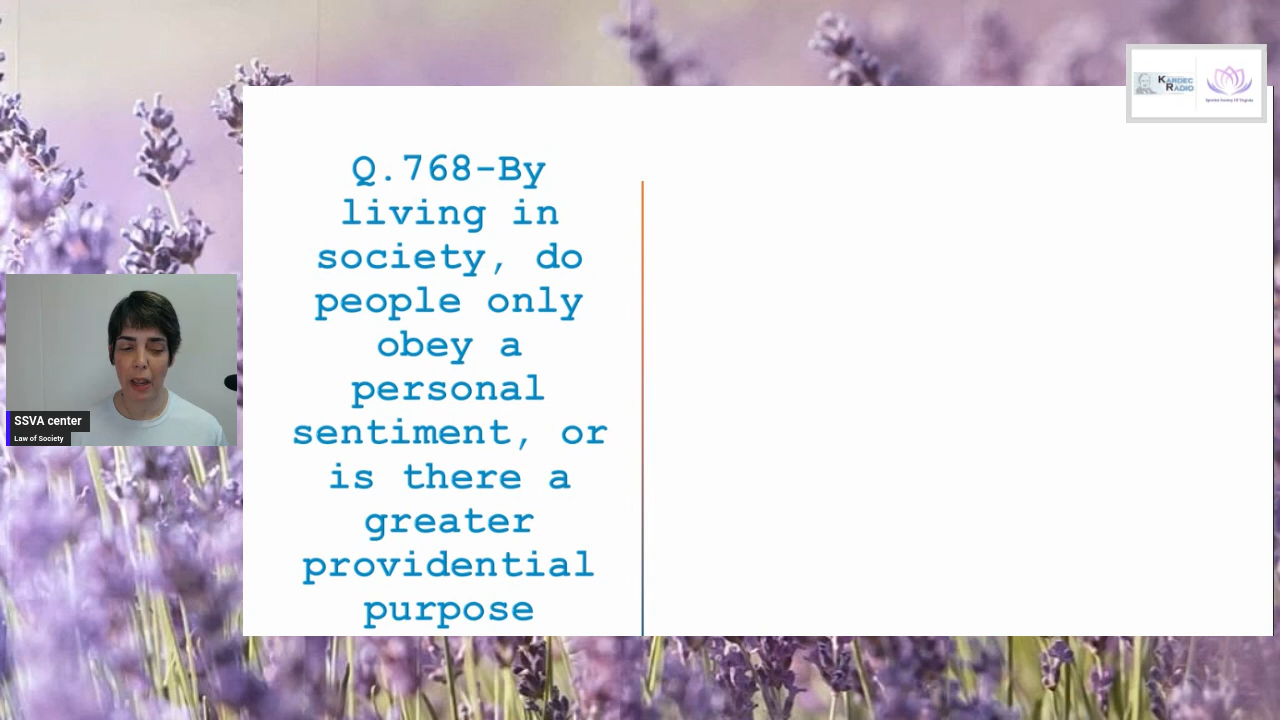 KARDEC
RADIO
Q.768-By
living in
society, do
people only
obey a
personal
sentiment, or
is there a
greater
providential
purpose
SSVA center
Law of Society